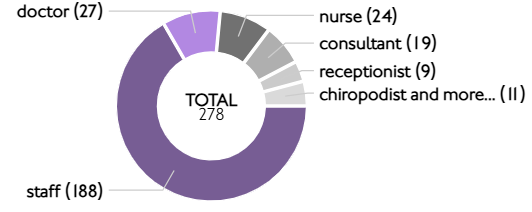 doctor (27)
nurse (24)
consultant (19)
receptionist (9)
chiropodist and more... (11)
TOTAL
278
staff (188)